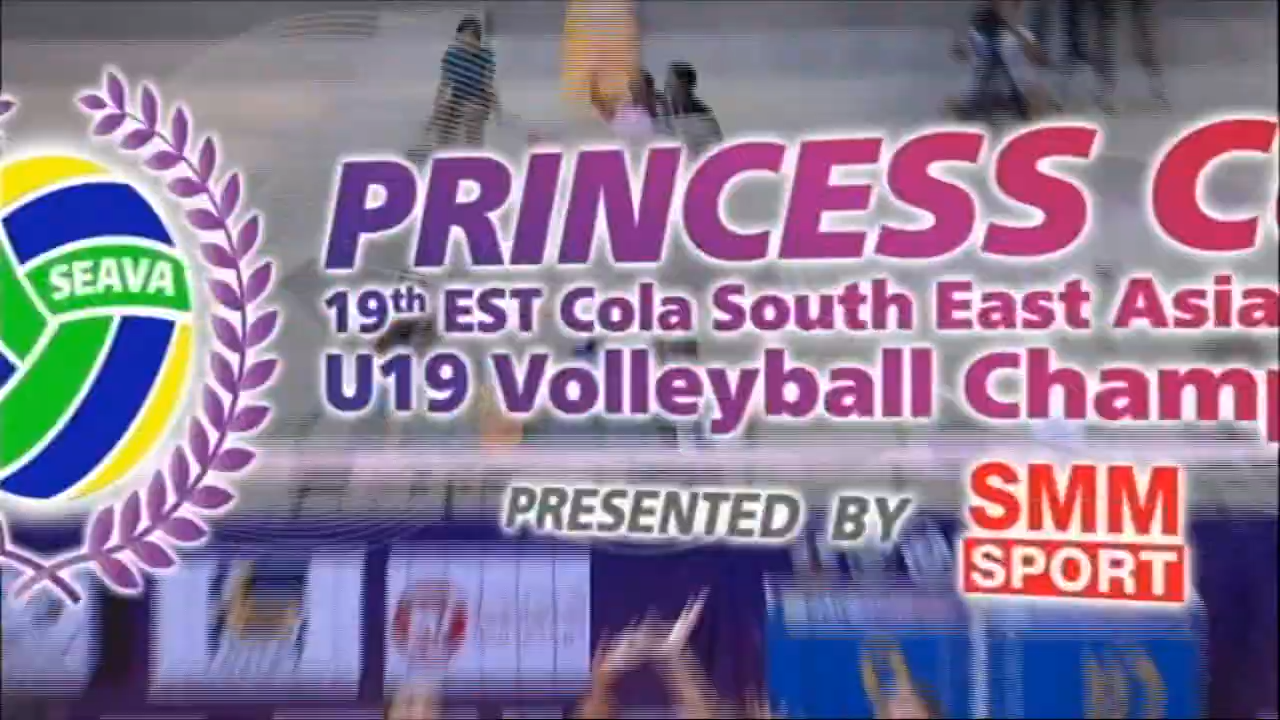 SEAVA
PRINCESS C
19th EST Cola South East Asia
U19 Volleyball Champ
PRESENTED BY
SMM
SPORT